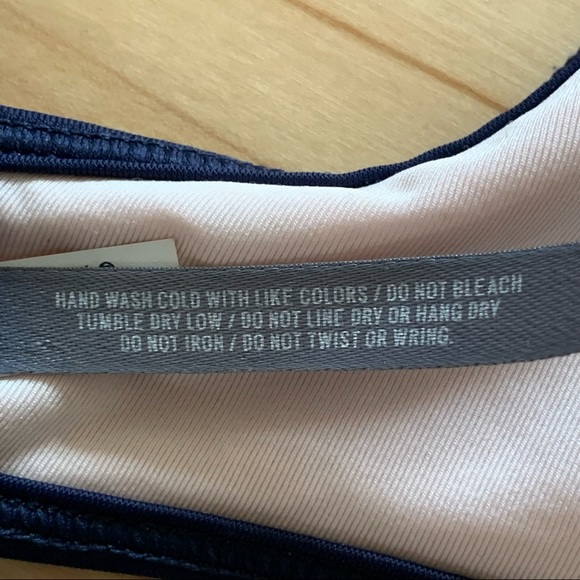 HAND WASH COLD WITH LIKE COLORS / DO NOT BLEACH
TUMBLE DRY LOW / DO NOT LINE DRY OR HANG DRY
DO NOT IRON / DO NOT TWIST OR WRING.